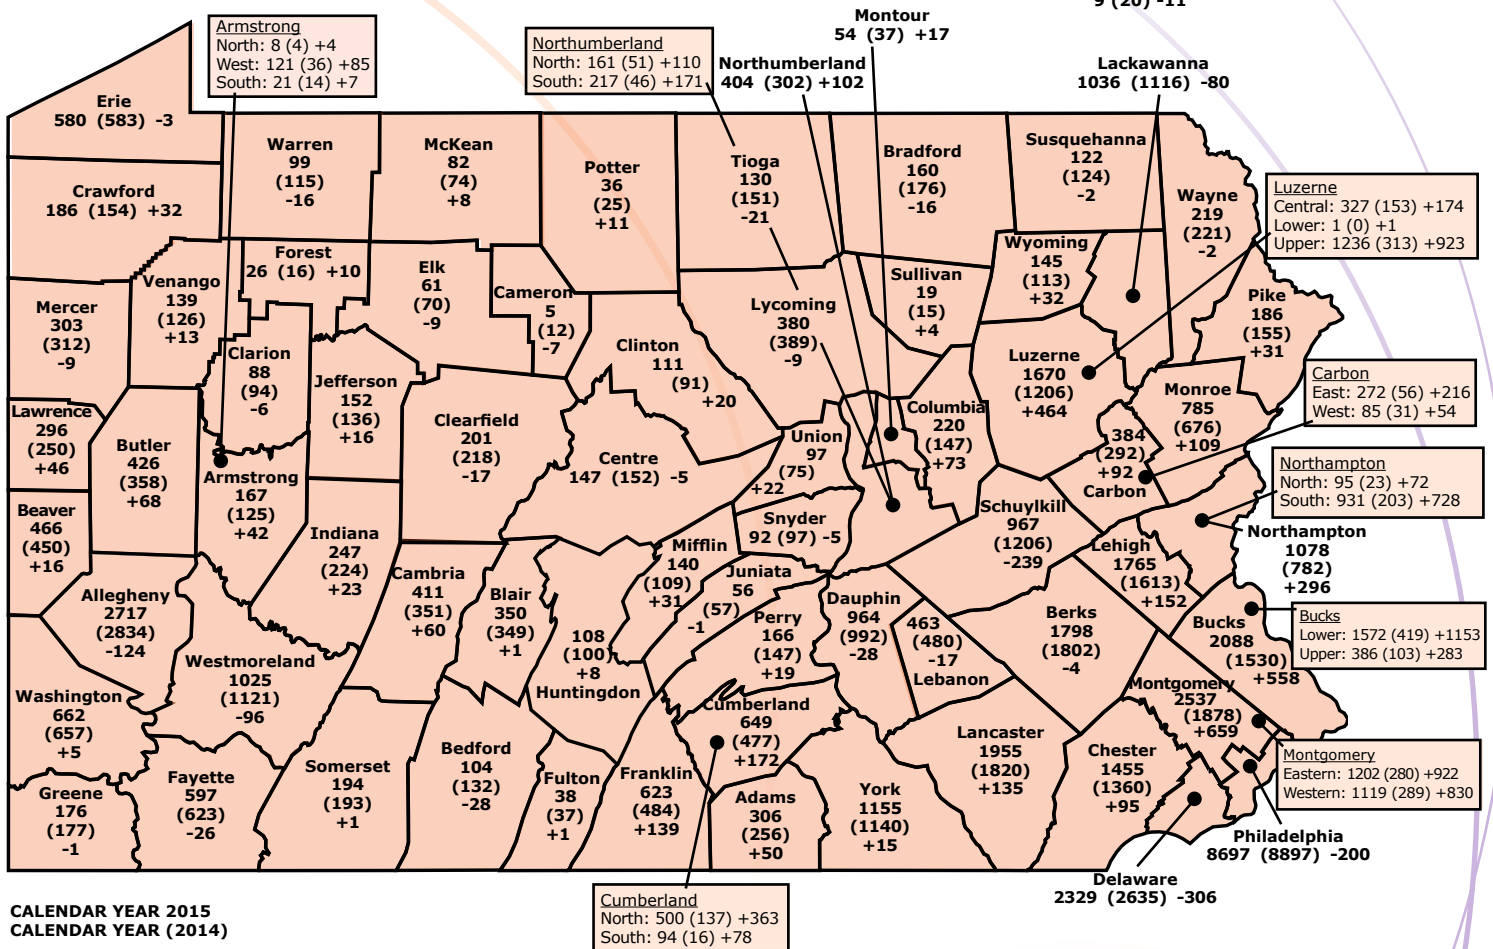 9 (20) -11
Montour
54 (37) +17
Armstrong
North: 8 (4) +4
West: 121 (36) +85
South: 21 (14) +7
Northumberland
North: 161 (51) +110
South: 217 (46) +171
Northumberland
404 (302) +102
Lackawanna
1036 (1116) -80
Erie
580 (583) -3
Warren
99
(115)
-16
McKean
82
(74)
+8
Potter
36
(25)
+11
Tioga
130
(151)
-21
Bradford
160
(176)
-16
Susquehanna
122
(124)
-2
Wayne
219
(221)
-2
Luzerne
Central: 327 (153) +174
Lower: 1 (0) +1
Upper: 1236 (313) +923
Crawford
186 (154) +32
Forest
26 (16) +10
Venango
139
(126)
+13
Elk
61
(70)
-9
Cameron
5
(12)
-7
Wyoming
145
(113)
+32
Sullivan
19
(15)
+4
Pike
186
(155)
+31
Mercer
303
(312)
-9
Lycoming
380
(389)
-9
Clarion
88
(94)
-6
Clinton
111
(91)
+20
Luzerne
1670
(1206)
+464
Carbon
East: 272 (56) +216
West: 85 (31) +54
Jefferson
152
(136)
+16
Monroe
785
(676)
+109
Lawrence
296
(250)
+46
Columbia
220
(147)
+73
Clearfield
201
(218)
-17
Butler
426
(358)
+68
Union
97
(75)
+22
384
(292)
+92
Carbon
Centre
147 (152) -5
Northampton
North: 95 (23) +72
South: 931 (203) +728
Armstrong
167
(125)
+42
Beaver
466
(450)
+16
Snyder
92 (97) -5
Schuylkill
967
(1206)
-239
Northampton
1078
(782)
+296
Indiana
247
(224)
+23
Mifflin
140
(109)
+31
Lehigh
1765
(1613)
+152
Cambria
411
(351)
+60
Juniata
56
(57)
-1
Allegheny
2717
(2834)
-124
Blair
350
(349)
+1
Dauphin
964
(992)
-28
Perry
166
(147)
+19
463
(480)
-17
Lebanon
Berks
1798
(1802)
-4
Bucks
2088
(1530)
+558
Bucks
Lower: 1572 (419) +1153
Upper: 386 (103) +283
108
(100)
+8
Huntingdon
Westmoreland
1025
(1121)
-96
Washington
662
(657)
+5
Montgomery
2537
(1878)
+659
Cumberland
649
(477)
+172
Lancaster
1955
(1820)
+135
Bedford
104
(132)
-28
Chester
1455
(1360)
+95
Montgomery
Eastern: 1202 (280) +922
Western: 1119 (289) +830
Somerset
194
(193)
+1
Fayette
597
(623)
-26
Fulton
38
(37)
+1
Franklin
623
(484)
+139
Greene
176
(177)
-1
Adams
306
(256)
+50
York
1155
(1140)
+15
Philadelphia
8697 (8897) -200
Delaware
2329 (2635) -306
Cumberland
North: 500 (137) +363
South: 94 (16) +78
CALENDAR YEAR 2015
CALENDAR YEAR (2014)